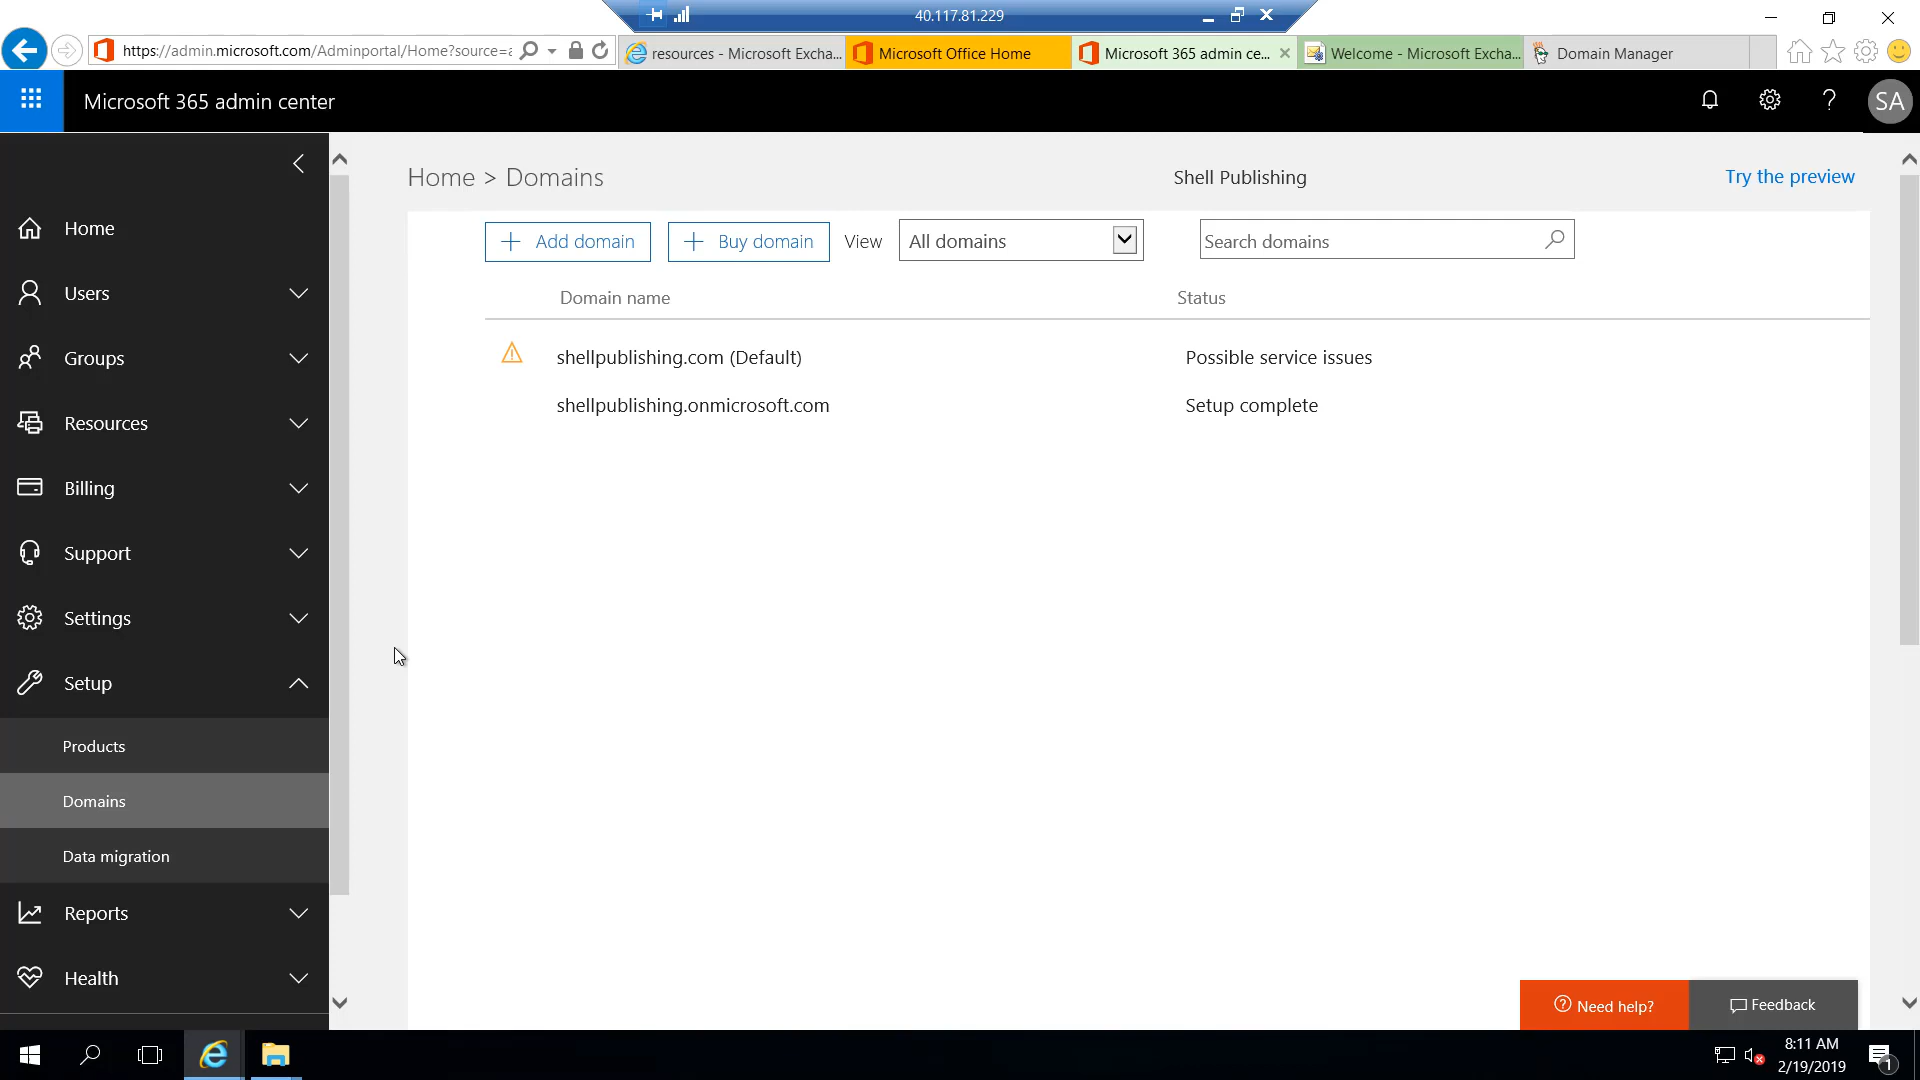 40.117.81.229
https://admin.microsoft.com/Adminportal/Home?source=a
resources - Microsoft Excha...
Microsoft Office Home
Microsoft 365 admin ce...
Welcome - Microsoft Excha...
Domain Manager
Microsoft 365 admin center
SA
Home > Domains
Shell Publishing
Try the preview
Home
Users
Groups
Resources
Billing
Support
Settings
Setup
Products
Domains
Data migration
Reports
Health
Add domain
Buy domain
View
All domains
Search domains
Domain name
Status
shellpublishing.com (Default)
Possible service issues
shellpublishing.onmicrosoft.com
Setup complete
Need help?
Feedback
8:11 AM
2/19/2019
1